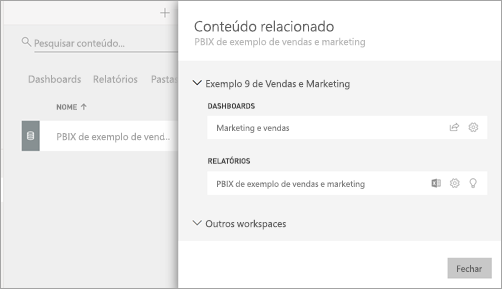 Pesquisar conteúdo...
Dashboards Relatórios Pastas
NOME
PBIX de exemplo de vend...
Conteúdo relacionado
PBIX de exemplo de vendas e marketing
Exemplo 9 de Vendas e Marketing
DASHBOARDS
Marketing e vendas
RELATÓRIOS
PBIX de exemplo de vendas e marketing
Outros workspaces
Fechar